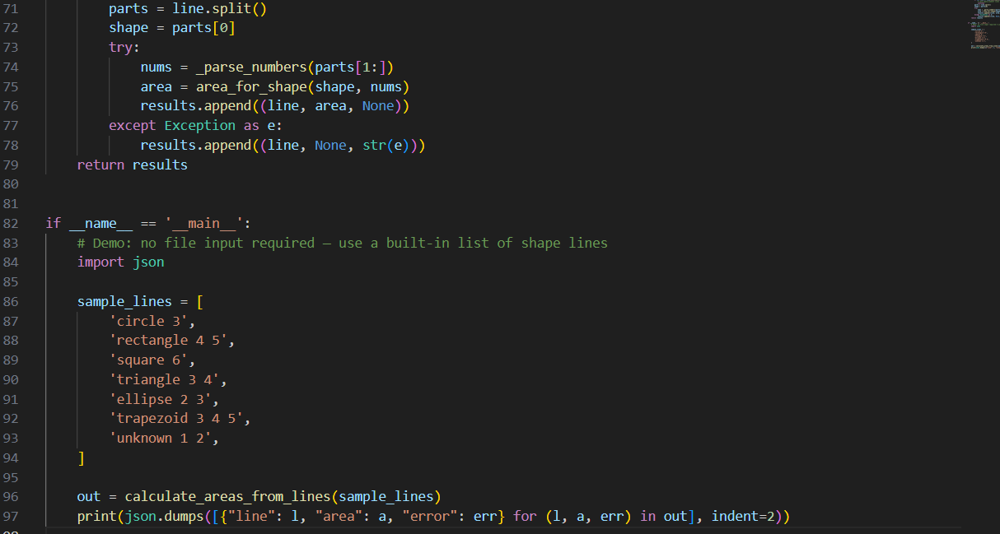 71 parts = line.split()
72 shape = parts[0]
73 try:
74 nums = _parse_numbers(parts[1:])
75 area = area_for_shape(shape, nums)
76 results.append((line, area, None))
77 except Exception as e:
78 results.append((line, None, str(e)))
79 return results
80
81
82 if __name__ == '__main__':
83 # Demo: no file input required — use a built-in list of shape lines
84 import json
85
86 sample_lines = [
87 'circle 3',
88 'rectangle 4 5',
89 'square 6',
90 'triangle 3 4',
91 'ellipse 2 3',
92 'trapezoid 3 4 5',
93 'unknown 1 2',
94 ]
95
96 out = calculate_areas_from_lines(sample_lines)
97 print(json.dumps([{"line": l, "area": a, "error": err} for (l, a, err) in out], indent=2))